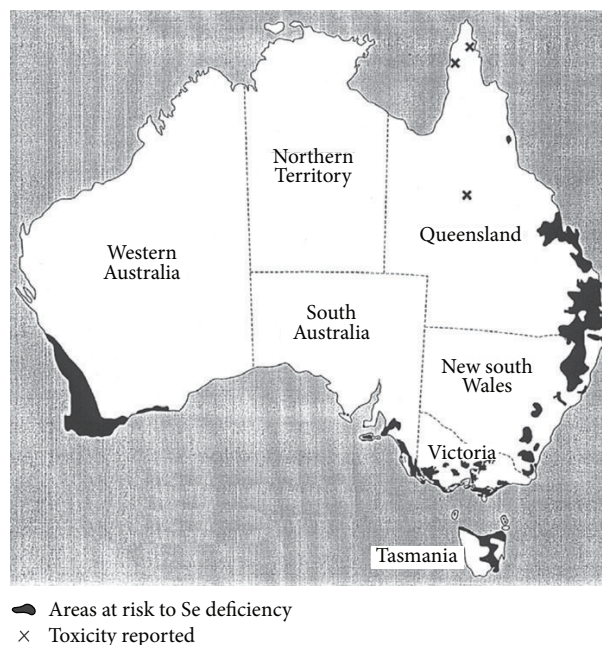 Northern
Territory
Queensland
Western
Australia
South
Australia
New south
Wales
Victoria
Tasmania
Areas at risk to Se deficiency
× Toxicity reported